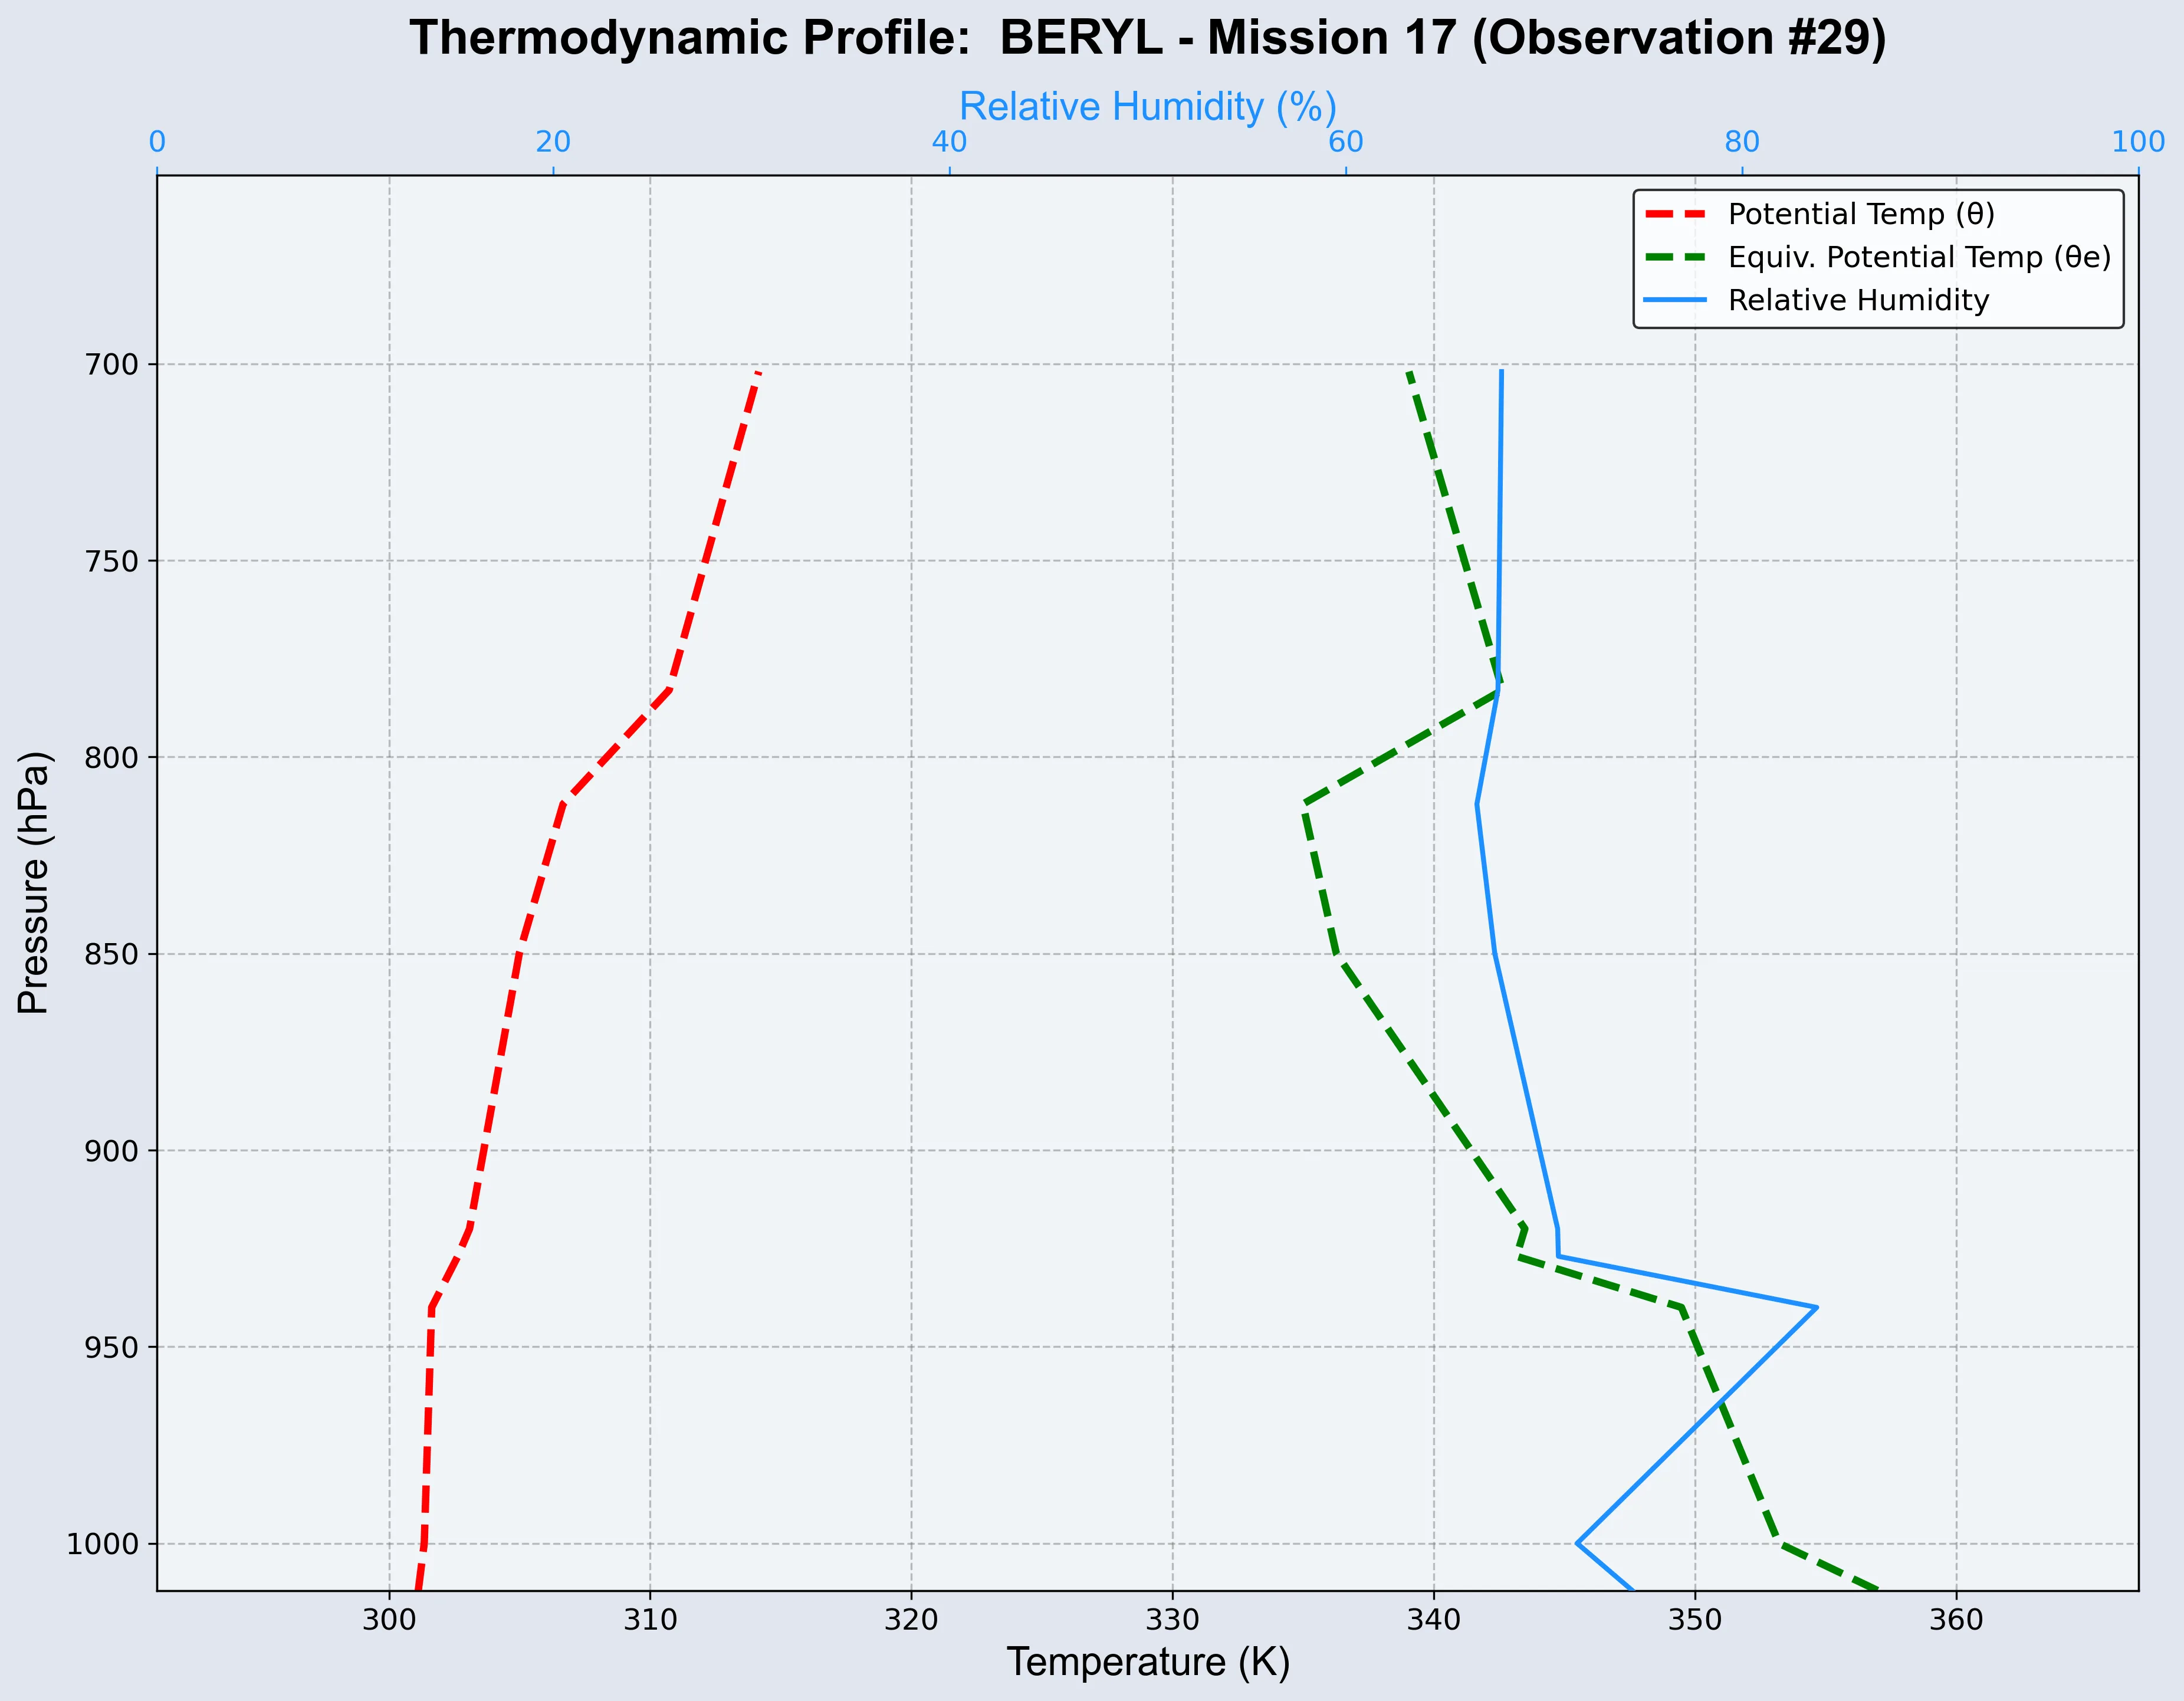 Thermodynamic Profile:  BERYL - Mission 17 (Observation #29)
Relative Humidity (%)
0 20 40 60 80 100
Potential Temp (θ)
Equiv. Potential Temp (θe)
Relative Humidity
Pressure (hPa)
700
750
800
850
900
950
1000
300 310 320 330 340 350 360
Temperature (K)